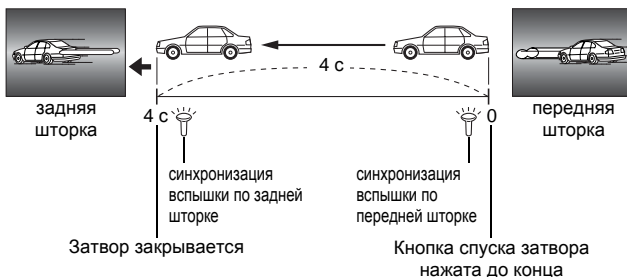 4 с
задняя
шторка
передняя
шторка
4 с
0
синхронизация
вспышки по задней
шторке
синхронизация
вспышки по
передней шторке
Затвор закрывается
Кнопка спуска затвора
нажата до конца